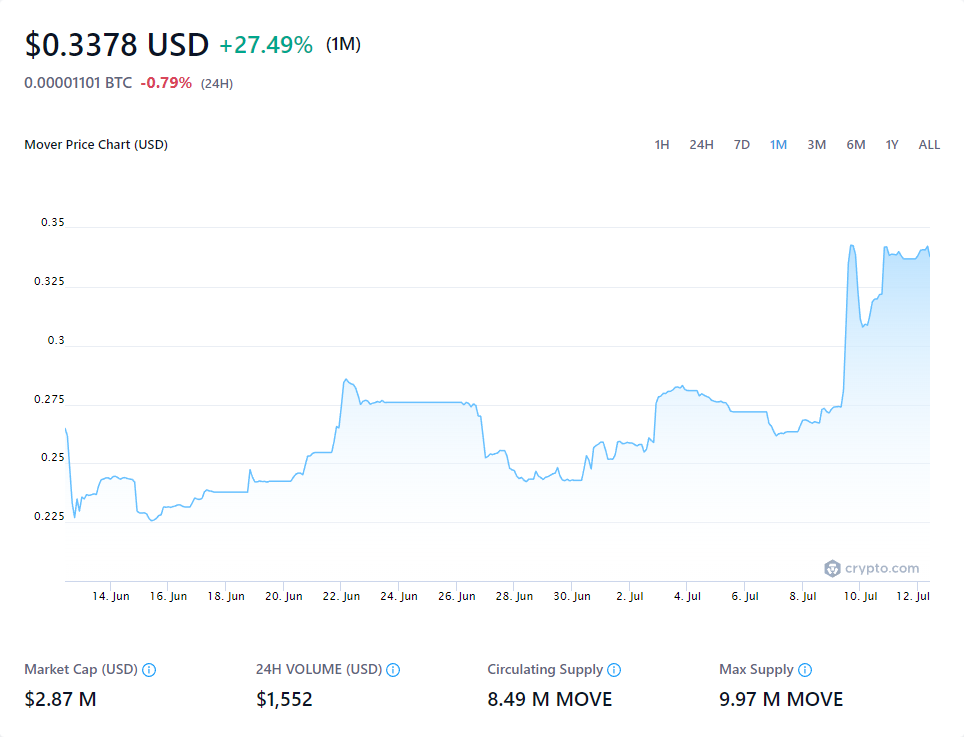 $0.3378 USD +27.49% (1M)
0.00001101 BTC -0.79% (24H)
Mover Price Chart (USD) 1H 24H 7D 1M 3M 6M 1Y ALL
0.35
0.325
0.3
0.275
0.25
0.225
crypto.com
14. Jun 16. Jun 18. Jun 20. Jun 22. Jun 24. Jun 26. Jun 28. Jun 30. Jun 2. Jul 4. Jul 6. Jul 8. Jul 10. Jul 12. Jul
Market Cap (USD) 24H VOLUME (USD) Circulating Supply Max Supply
$2.87 M $1,552 8.49 M MOVE 9.97 M MOVE